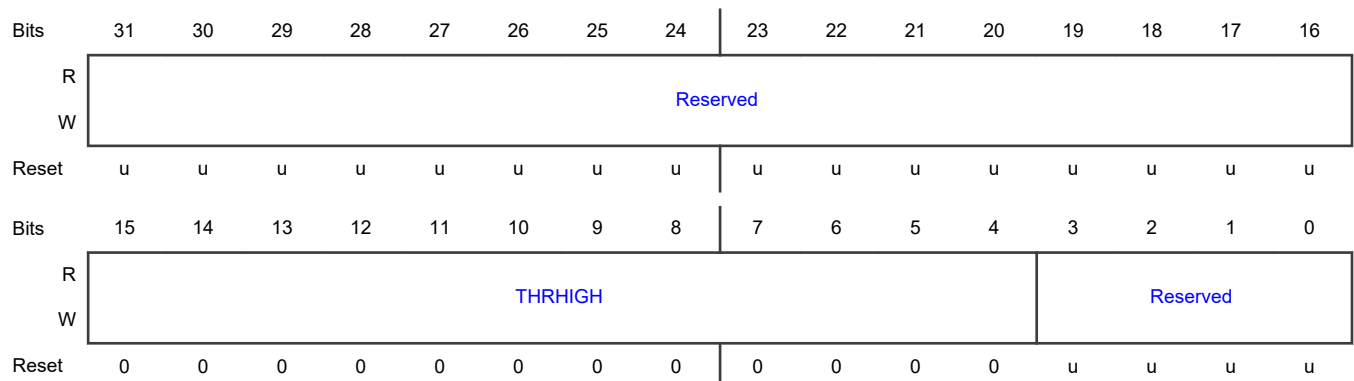 Bits 31 30 29 28 27 26 25 24 23 22 21 20 19 18 17 16
R
Reserved
W
Reset u u u u u u u u u u u u u u u u
Bits 15 14 13 12 11 10 9 8 7 6 5 4 3 2 1 0
R
THRHIGH Reserved
W
Reset 0 0 0 0 0 0 0 0 0 0 0 0 u u u u